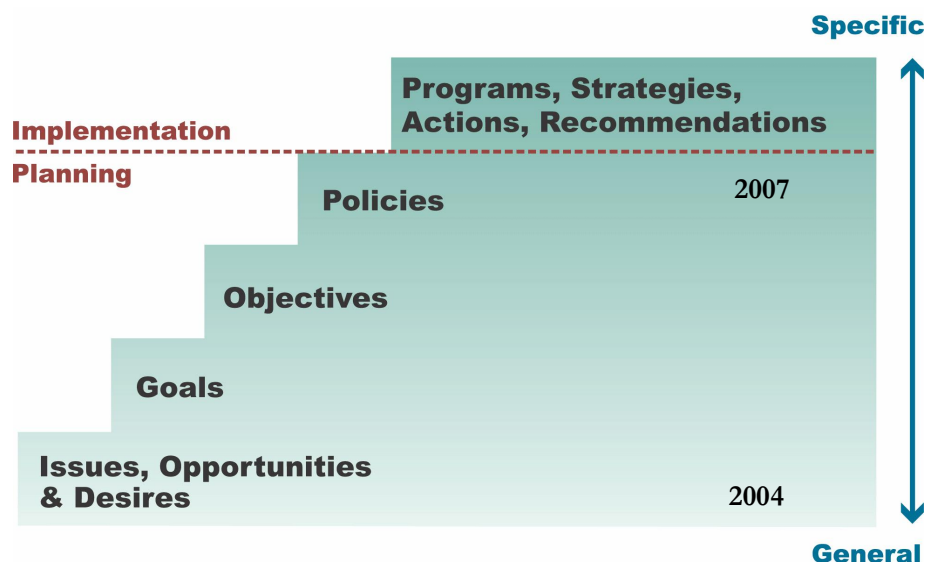 Specific
Programs, Strategies,
Actions, Recommendations
Implementation
Planning
Policies
2007
Objectives
Goals
Issues, Opportunities
& Desires
2004
General